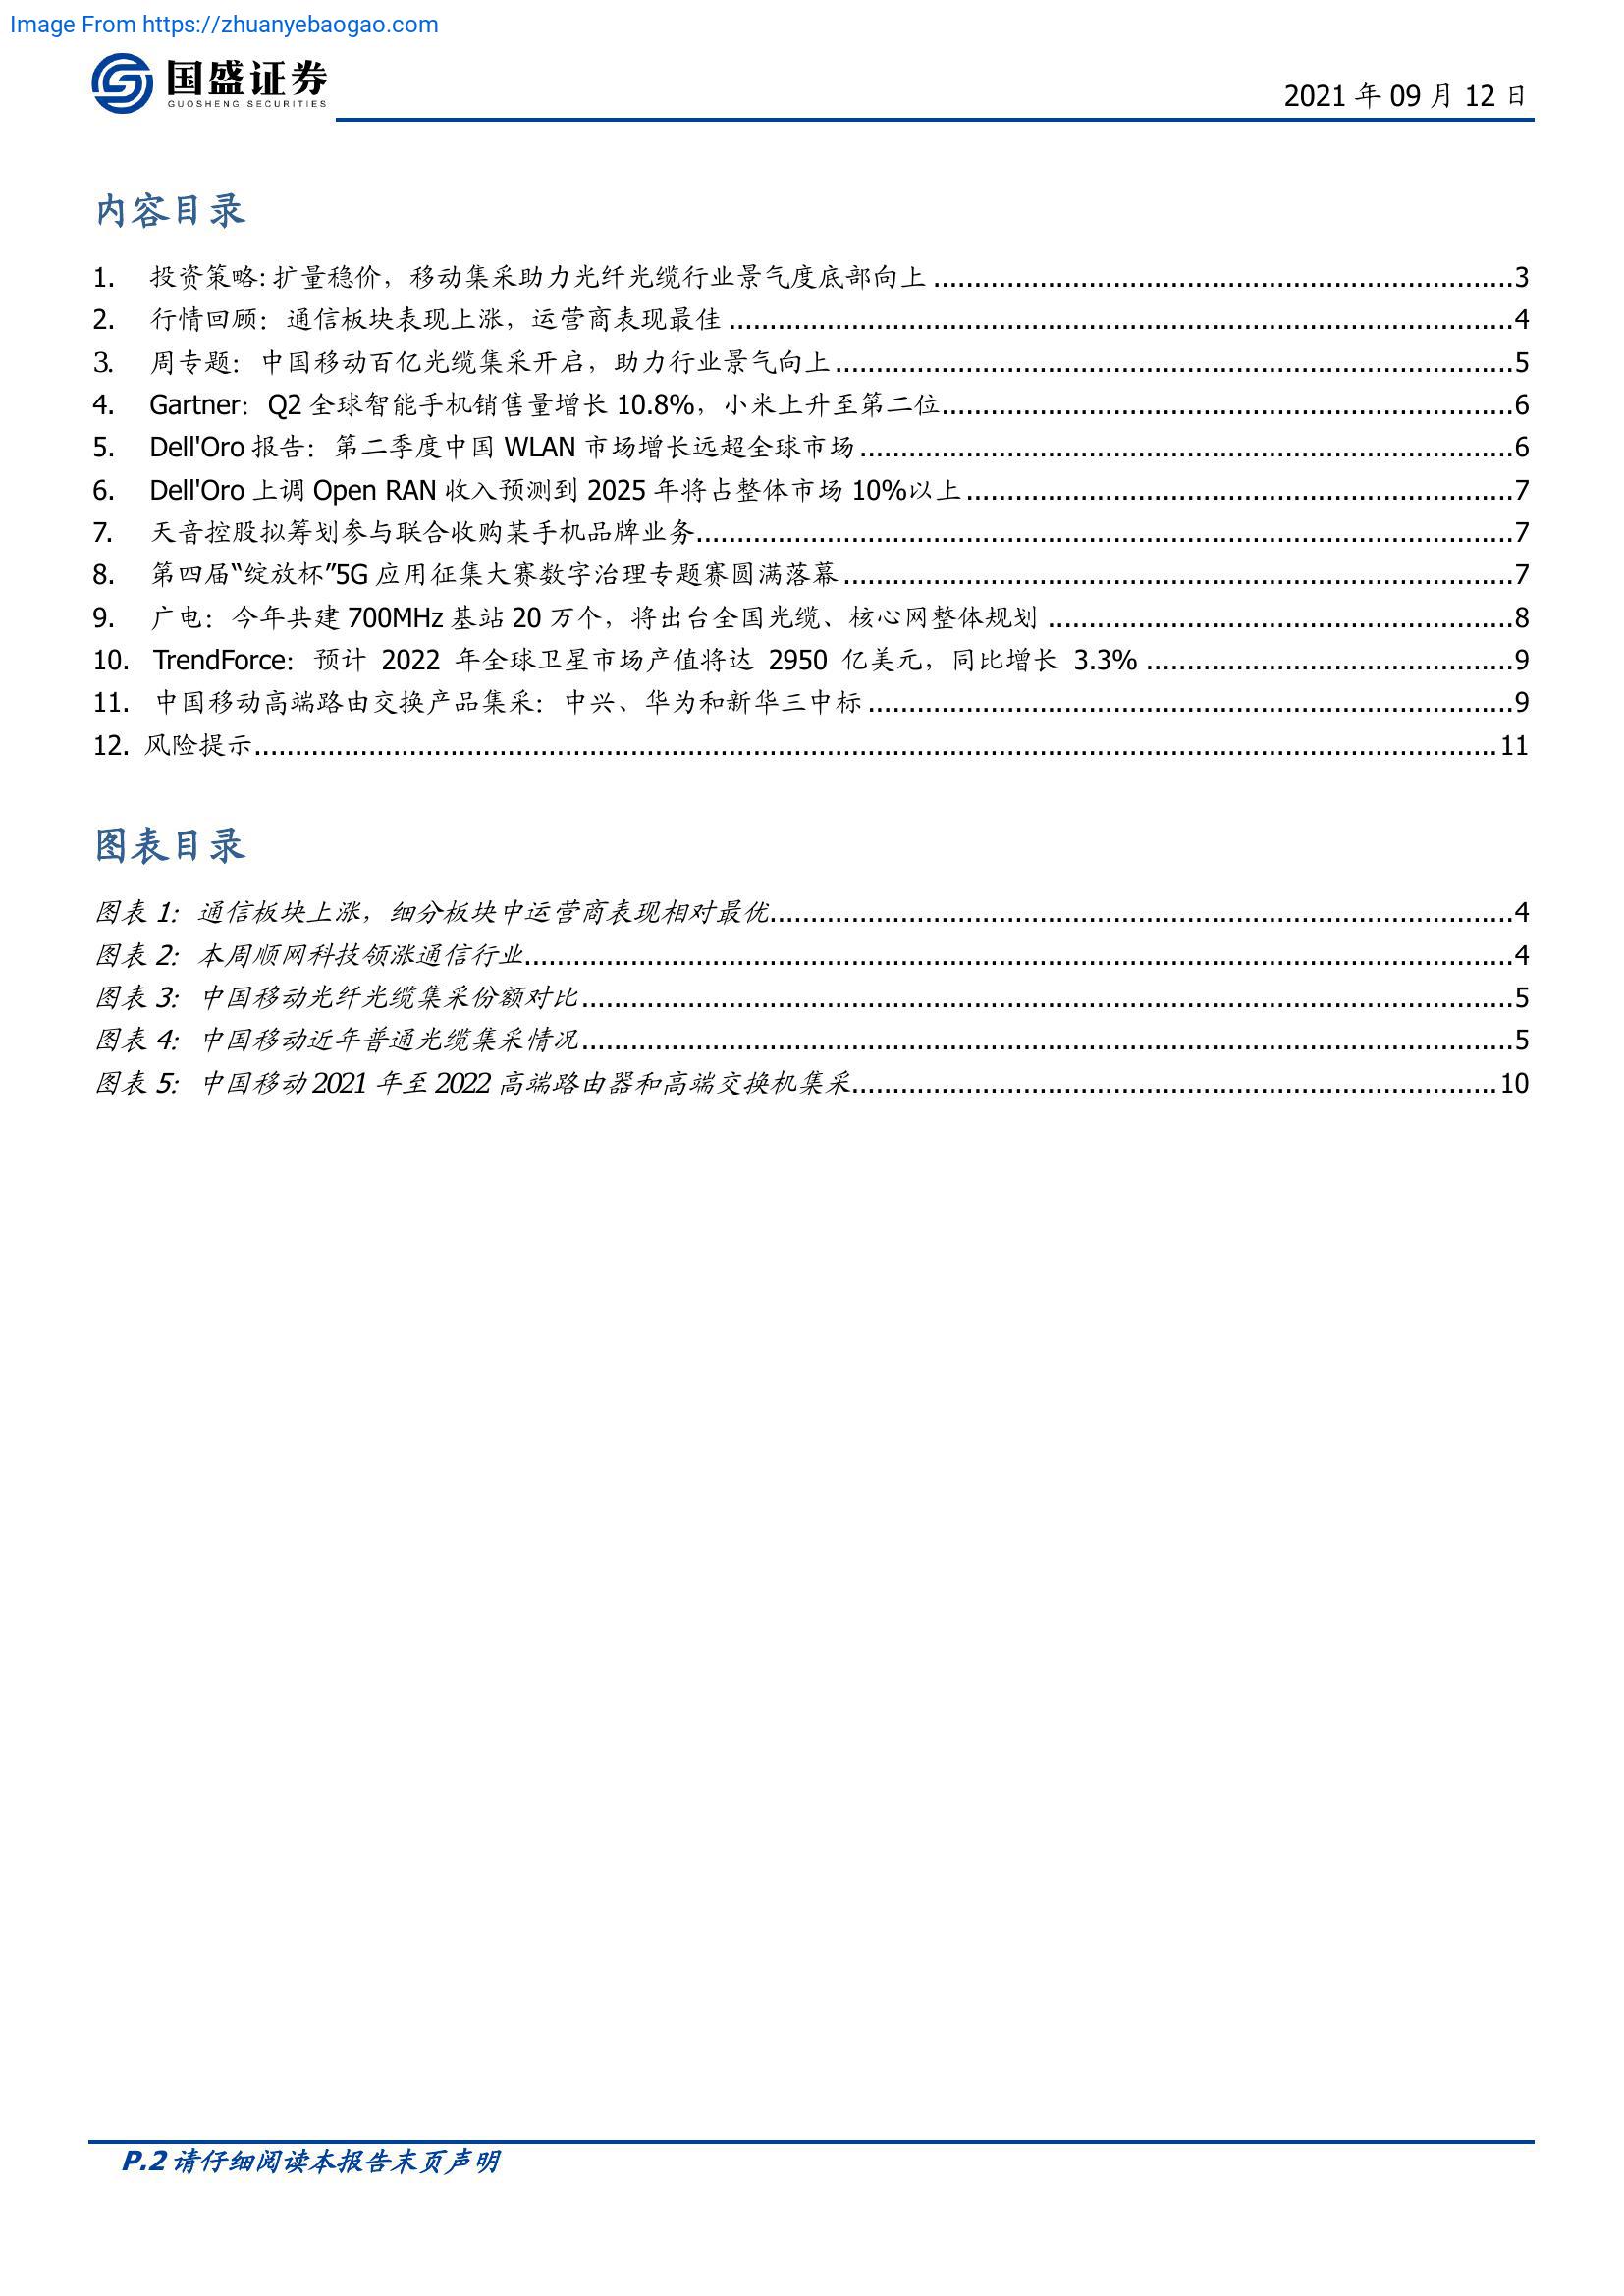 Image From https://zhuanyebaogao.com
国盛证券
GUOSHENG SECURITIES
2021 年 09 月 12 日
内容目录
1. 投资策略:扩量稳价，移动集采助力光纤光缆行业景气度底部向上 3
2. 行情回顾：通信板块表现上涨，运营商表现最佳 4
3. 周专题：中国移动百亿光缆集采开启，助力行业景气向上 5
4. Gartner：Q2 全球智能手机销售量增长 10.8%，小米上升至第二位 6
5. Dell'Oro 报告：第二季度中国 WLAN 市场增长远超全球市场 6
6. Dell'Oro 上调 Open RAN 收入预测到 2025 年将占整体市场 10%以上 7
7. 天音控股拟筹划参与联合收购某手机品牌业务 7
8. 第四届“绽放杯”5G 应用征集大赛数字治理专题赛圆满落幕 7
9. 广电：今年共建 700MHz 基站 20 万个，将出台全国光缆、核心网整体规划 8
10. TrendForce：预计 2022 年全球卫星市场产值将达 2950 亿美元，同比增长 3.3% 9
11. 中国移动高端路由交换产品集采：中兴、华为和新华三中标 9
12. 风险提示 11
图表目录
图表 1：通信板块上涨，细分板块中运营商表现相对最优 4
图表 2：本周顺网科技领涨通信行业 4
图表 3：中国移动光纤光缆集采份额对比 5
图表 4：中国移动近年普通光缆集采情况 5
图表 5：中国移动 2021 年至 2022 高端路由器和高端交换机集采 10
P.2 请仔细阅读本报告末页声明